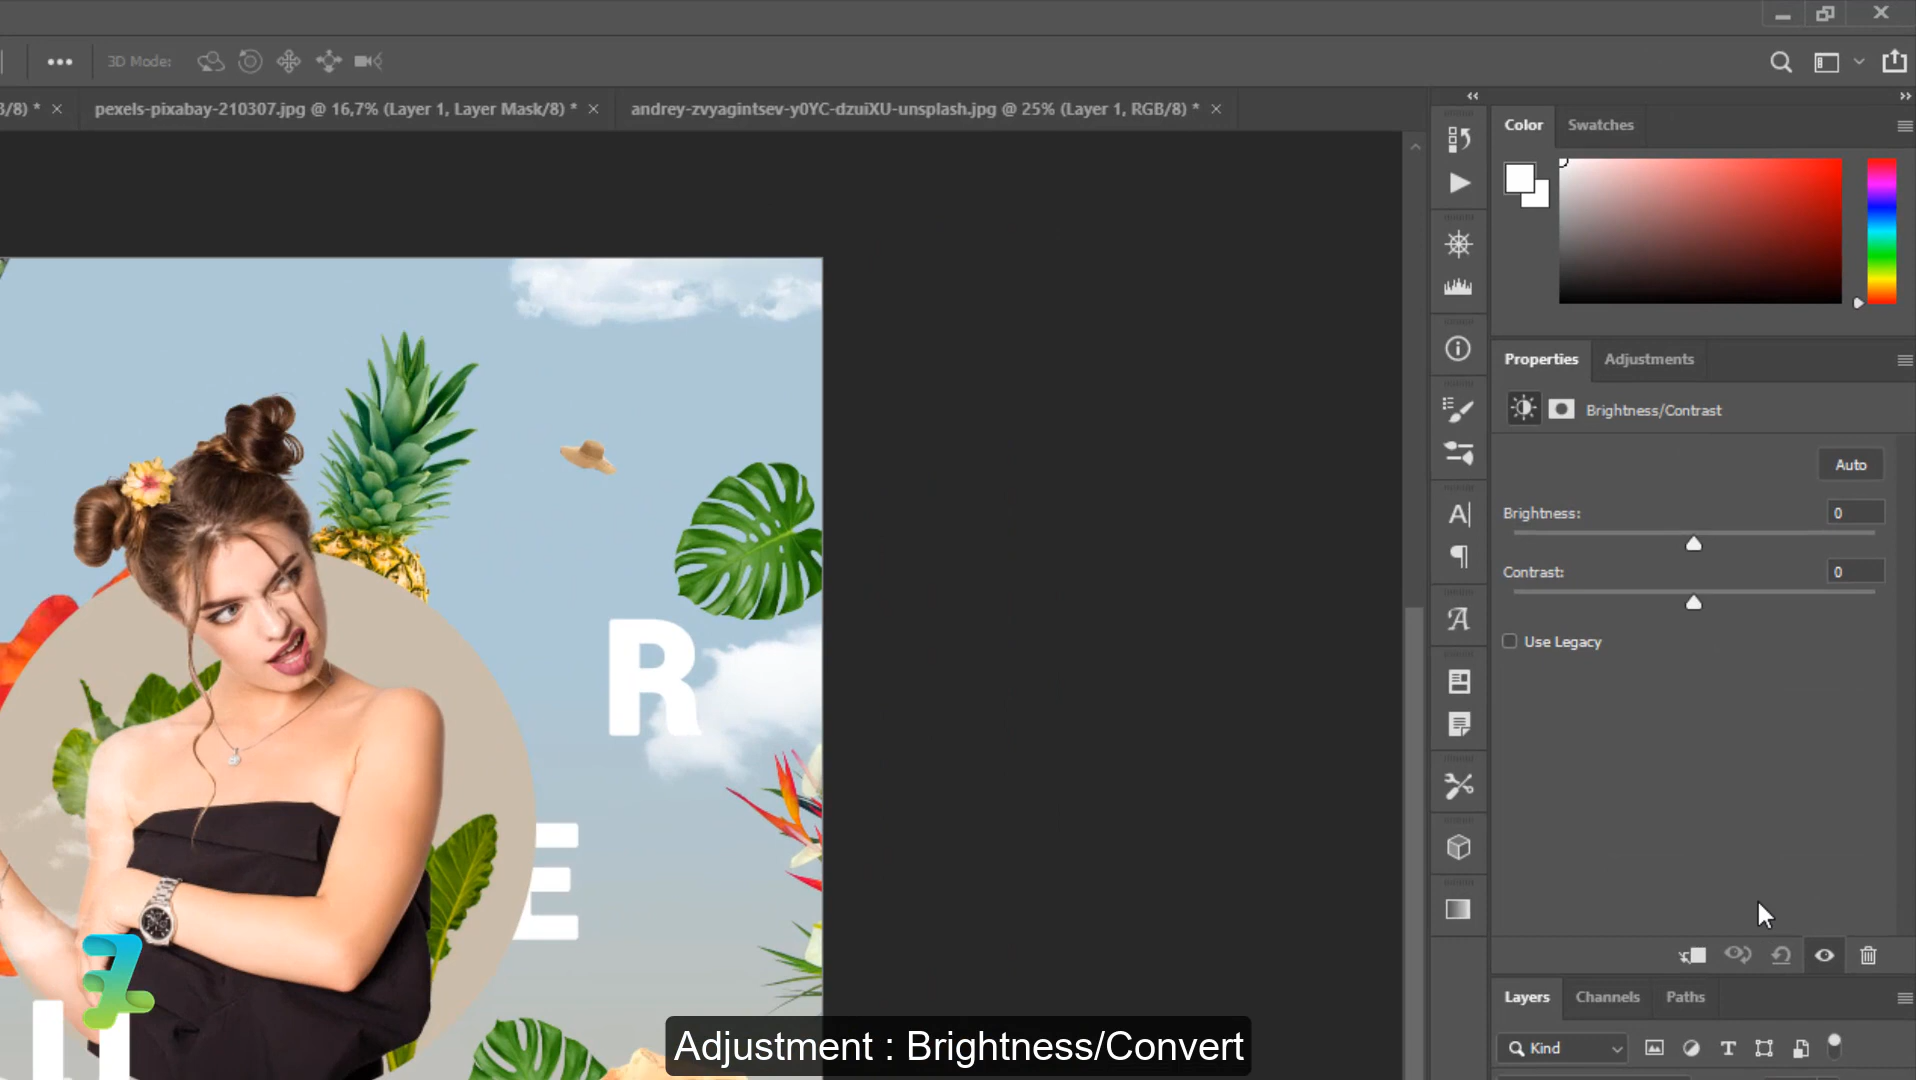 3D Mode:
B/8) *
pexels-pixabay-210307.jpg @ 16,7% (Layer 1, Layer Mask/8) *
andrey-zvyagintsev-y0YC-dzuiXU-unsplash.jpg @ 25% (Layer 1, RGB/8) *
Color
Swatches
Properties
Adjustments
Brightness/Contrast
Auto
Brightness:
0
Contrast:
0
Use Legacy
R
E
Layers
Channels
Paths
Kind
Adjustment : Brightness/Convert